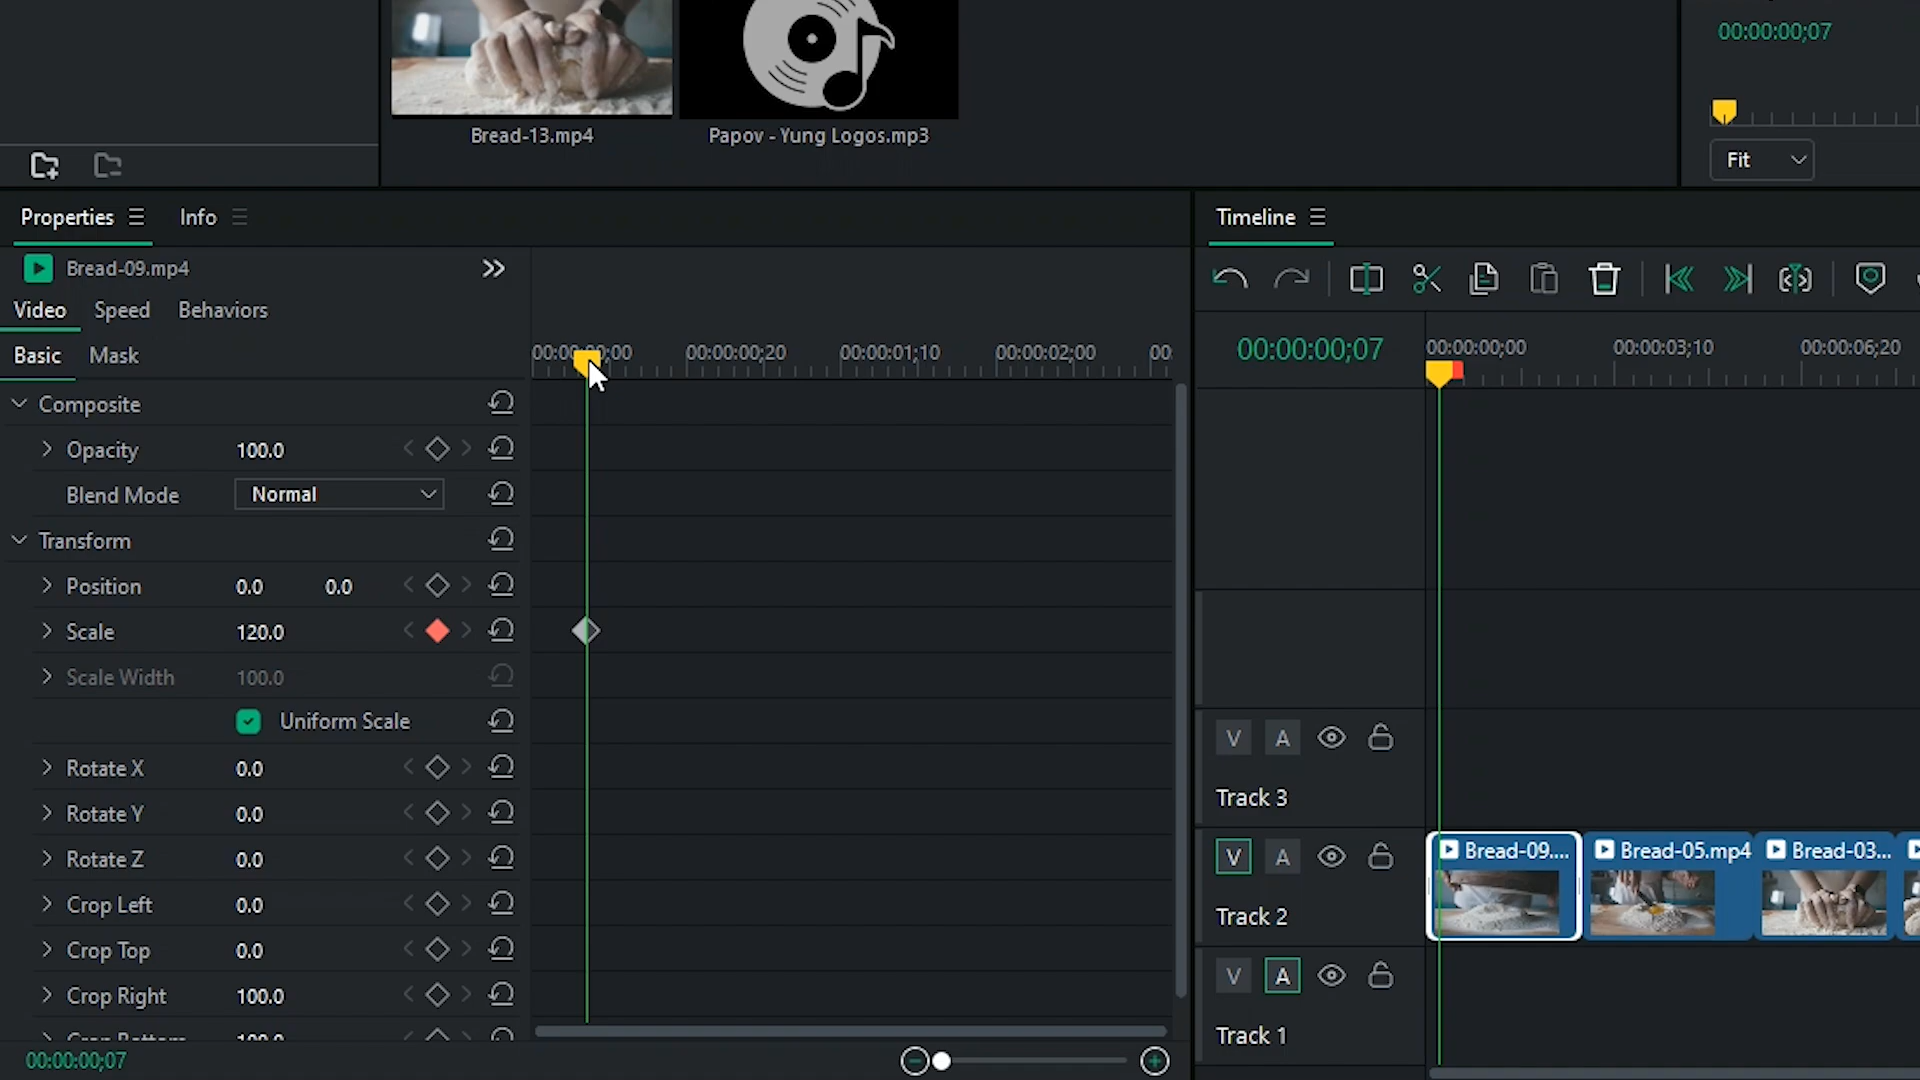 00:00:00;07
Bread-13.mp4
Papov - Yung Logos.mp3
Fit
Properties
Info
Timeline
Bread-09.mp4
Video
Speed
Behaviors
Basic
Mask
00:00:00;20
00:00:01;10
00:00:02;00
00:00:00;07
00:00:00;00
00:00:03;10
00:00:06;20
Composite
Opacity
100.0
Blend Mode
Normal
Transform
Position
0.0
0.0
Scale
120.0
Scale Width
100.0
Uniform Scale
Rotate X
0.0
Rotate Y
0.0
Rotate Z
0.0
Crop Left
0.0
Crop Top
0.0
Crop Right
100.0
00:00:00;07
V
A
Track 3
V
A
Track 2
Bread-09....
Bread-05.mp4
Bread-03...
V
A
Track 1